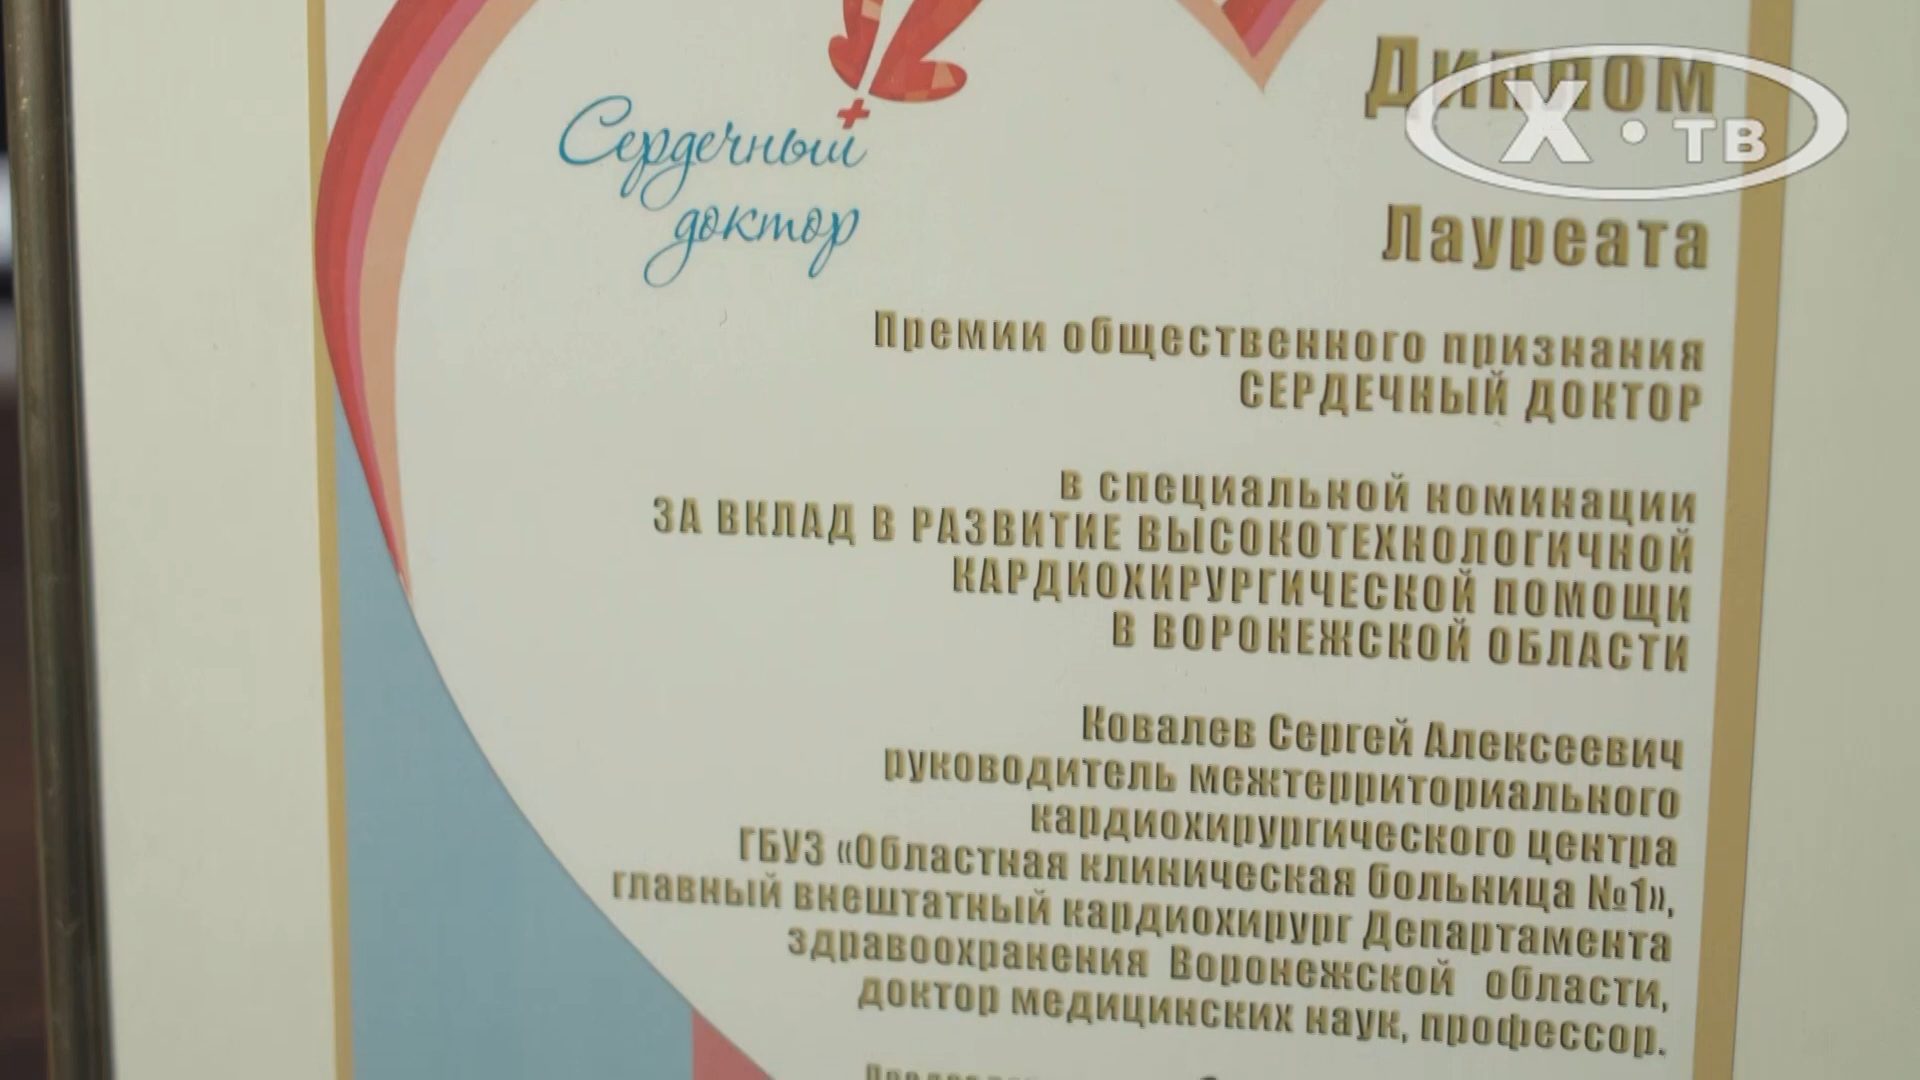 Сердечный
доктор
Диплом
Х·ТВ
Лауреата
Премии общественного признания
СЕРДЕЧНЫЙ ДОКТОР
в специальной номинации
ЗА ВКЛАД В РАЗВИТИЕ ВЫСОКОТЕХНОЛОГИЧНОЙ
КАРДИОХИРУРГИЧЕСКОЙ ПОМОЩИ
В ВОРОНЕЖСКОЙ ОБЛАСТИ
Ковалев Сергей Алексеевич
руководитель межтерриториального
кардиохирургического центра
ГБУЗ «Областная клиническая больница №1»,
главный внештатный кардиохирург Департамента
здравоохранения Воронежской области,
доктор медицинских наук, профессор.